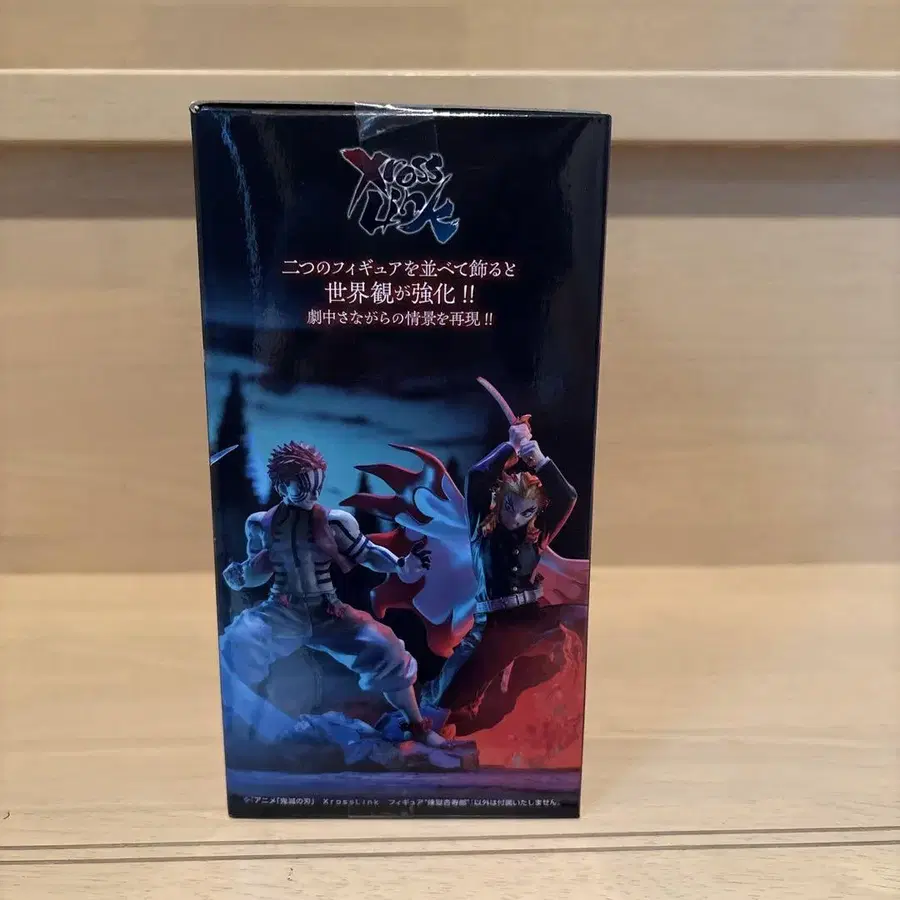 Xross
Link
二つのフィギュアを並べて飾ると
世界観が強化!!
劇中さながらの情景を再現!!
※アニメ「鬼滅の刃」 XrossLink フィギュア“煉獄杏寿郎”以外は付属いたしません。